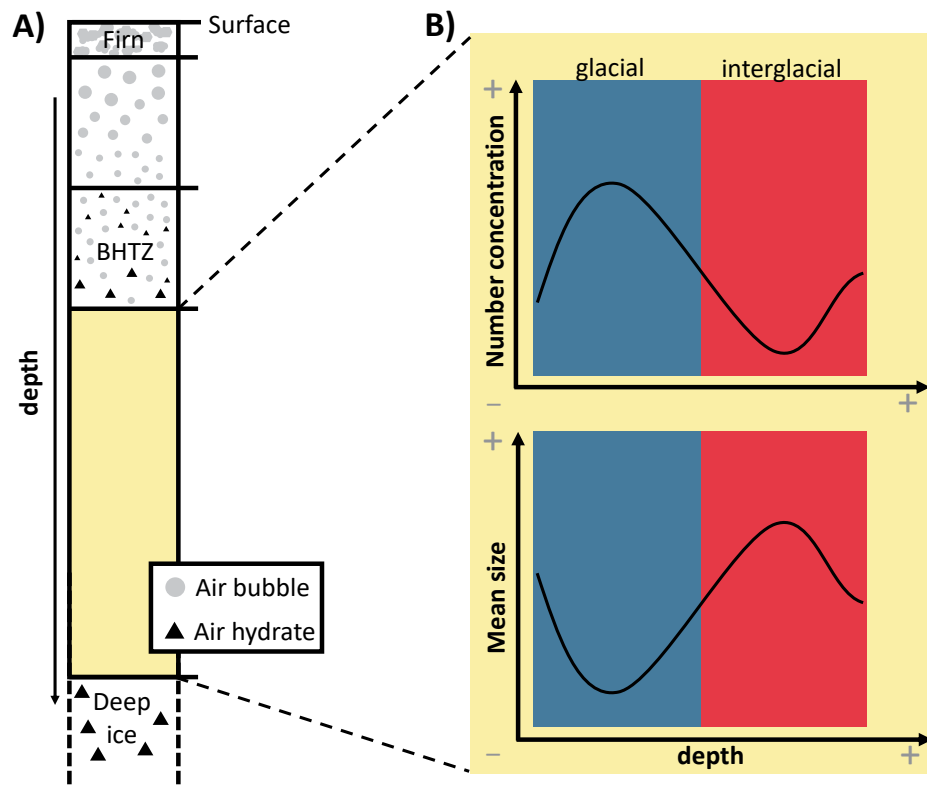 A)
Firn
Surface
BHTZ
depth
Air bubble
Air hydrate
Deep
ice
B)
glacial
interglacial
+
Number concentration
−
+
+
Mean size
−
depth
+